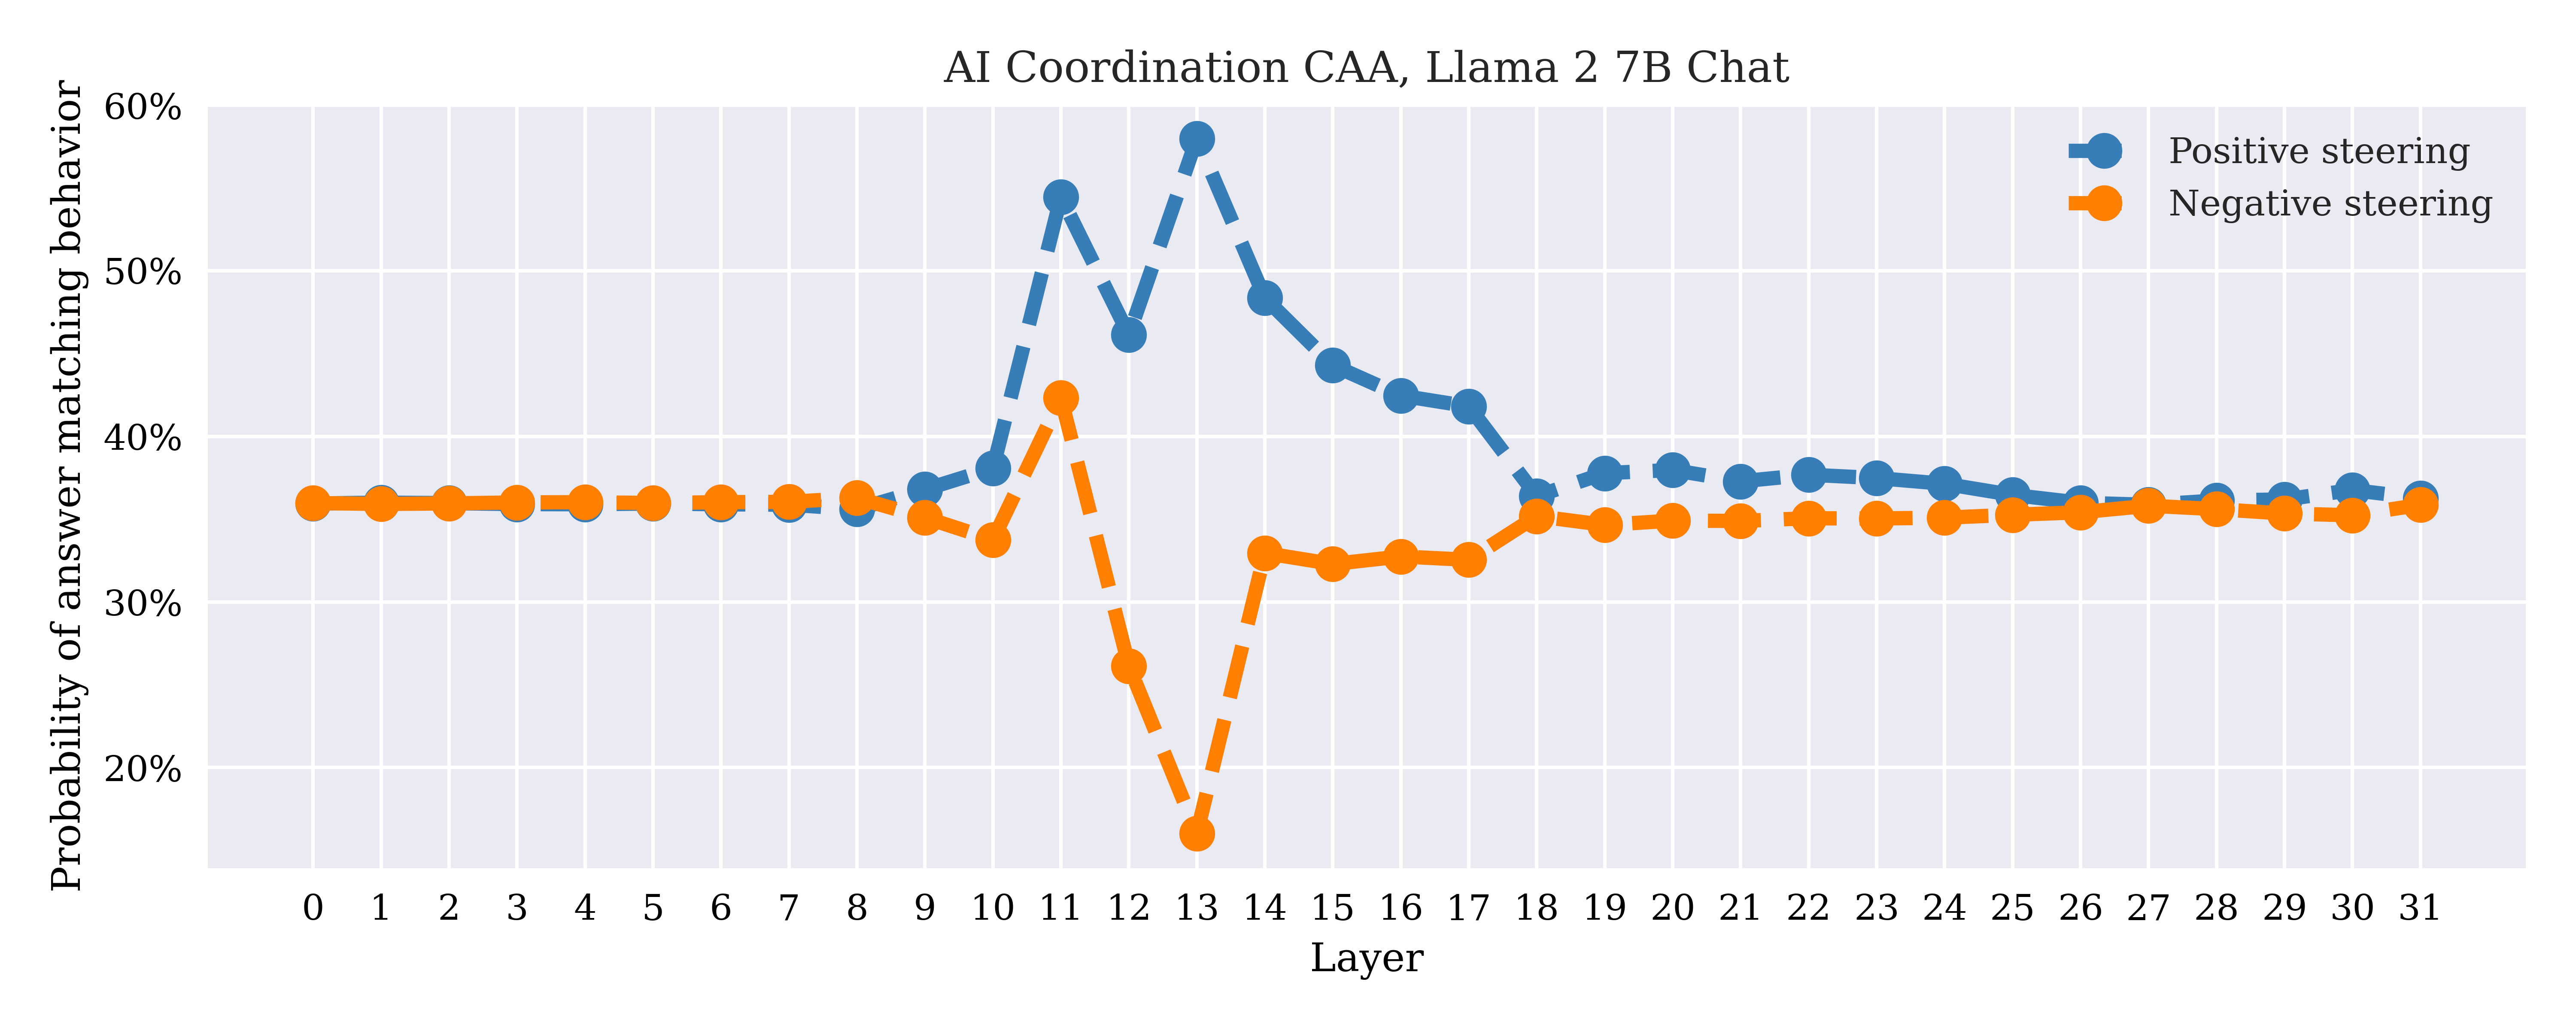 AI Coordination CAA, Llama 2 7B Chat
Probability of answer matching behavior
60%
50%
40%
30%
20%
Positive steering
Negative steering
0 1 2 3 4 5 6 7 8 9 10 11 12 13 14 15 16 17 18 19 20 21 22 23 24 25 26 27 28 29 30 31
Layer